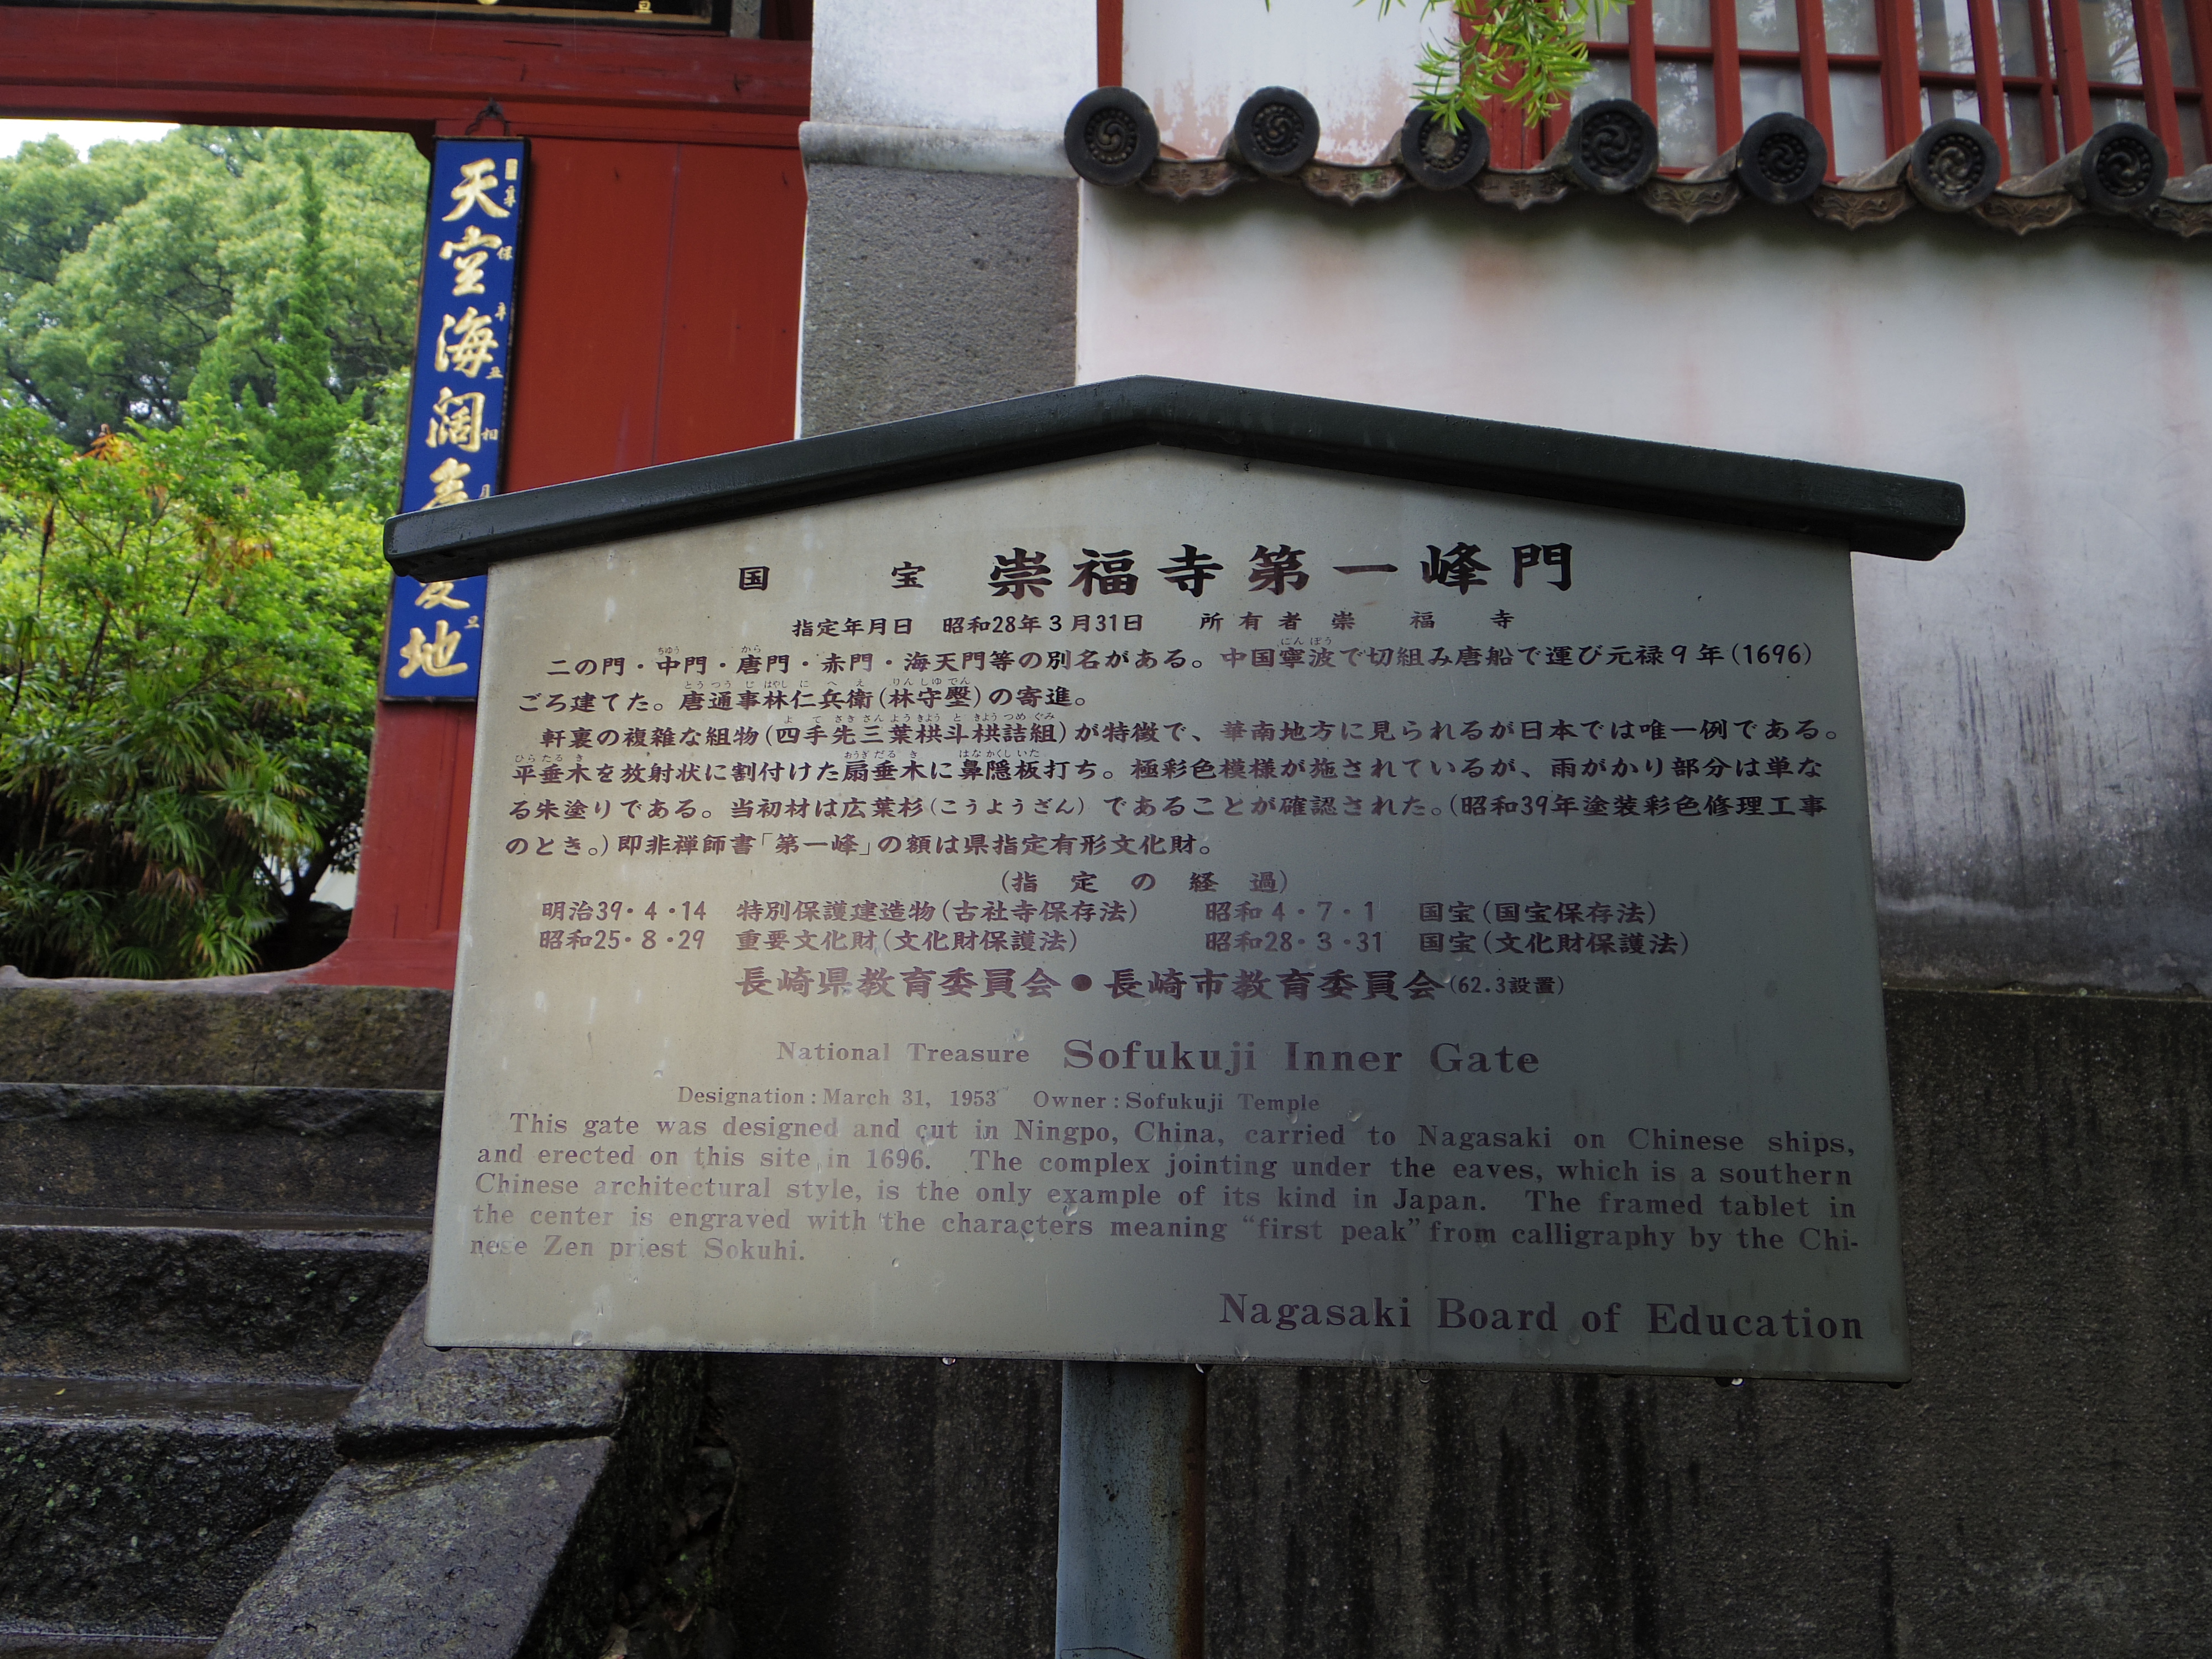 天空海闊
地
国宝 崇福寺第一峰門
指定年月日 昭和28年3月31日 所有者 崇福寺
二の門・中門・唐門・赤門・海天門等の別名がある。中国寧波で切組み唐船で運び元禄9年(1696)
ごろ建てた。唐通事林仁兵衛(林守壂)の寄進。
軒裏の複雑な組物(四手先三葉栱斗栱詰組)が特徴で、華南地方に見られるが日本では唯一例である。
平垂木を放射状に割付けた扇垂木に鼻隠板打ち。極彩色模様が施されているが、雨がかり部分は単な
る朱塗りである。当初材は広葉杉(こうようざん)であることが確認された。(昭和39年塗装彩色修理工事
のとき。)即非禅師書「第一峰」の額は県指定有形文化財。
(指定の経過)
明治39・4・14 特別保護建造物(古社寺保存法) 昭和4・7・1 国宝(国宝保存法)
昭和25・8・29 重要文化財(文化財保護法) 昭和28・3・31 国宝(文化財保護法)
長崎県教育委員会●長崎市教育委員会(62.3設置)
National Treasure Sofukuji Inner Gate
Designation : March 31, 1953 Owner : Sofukuji Temple
This gate was designed and cut in Ningpo, China, carried to Nagasaki on Chinese ships,
and erected on this site in 1696. The complex jointing under the eaves, which is a southern
Chinese architectural style, is the only example of its kind in Japan. The framed tablet in
the center is engraved with the characters meaning "first peak" from calligraphy by the Chi-
nese Zen priest Sokuhi.
Nagasaki Board of Education